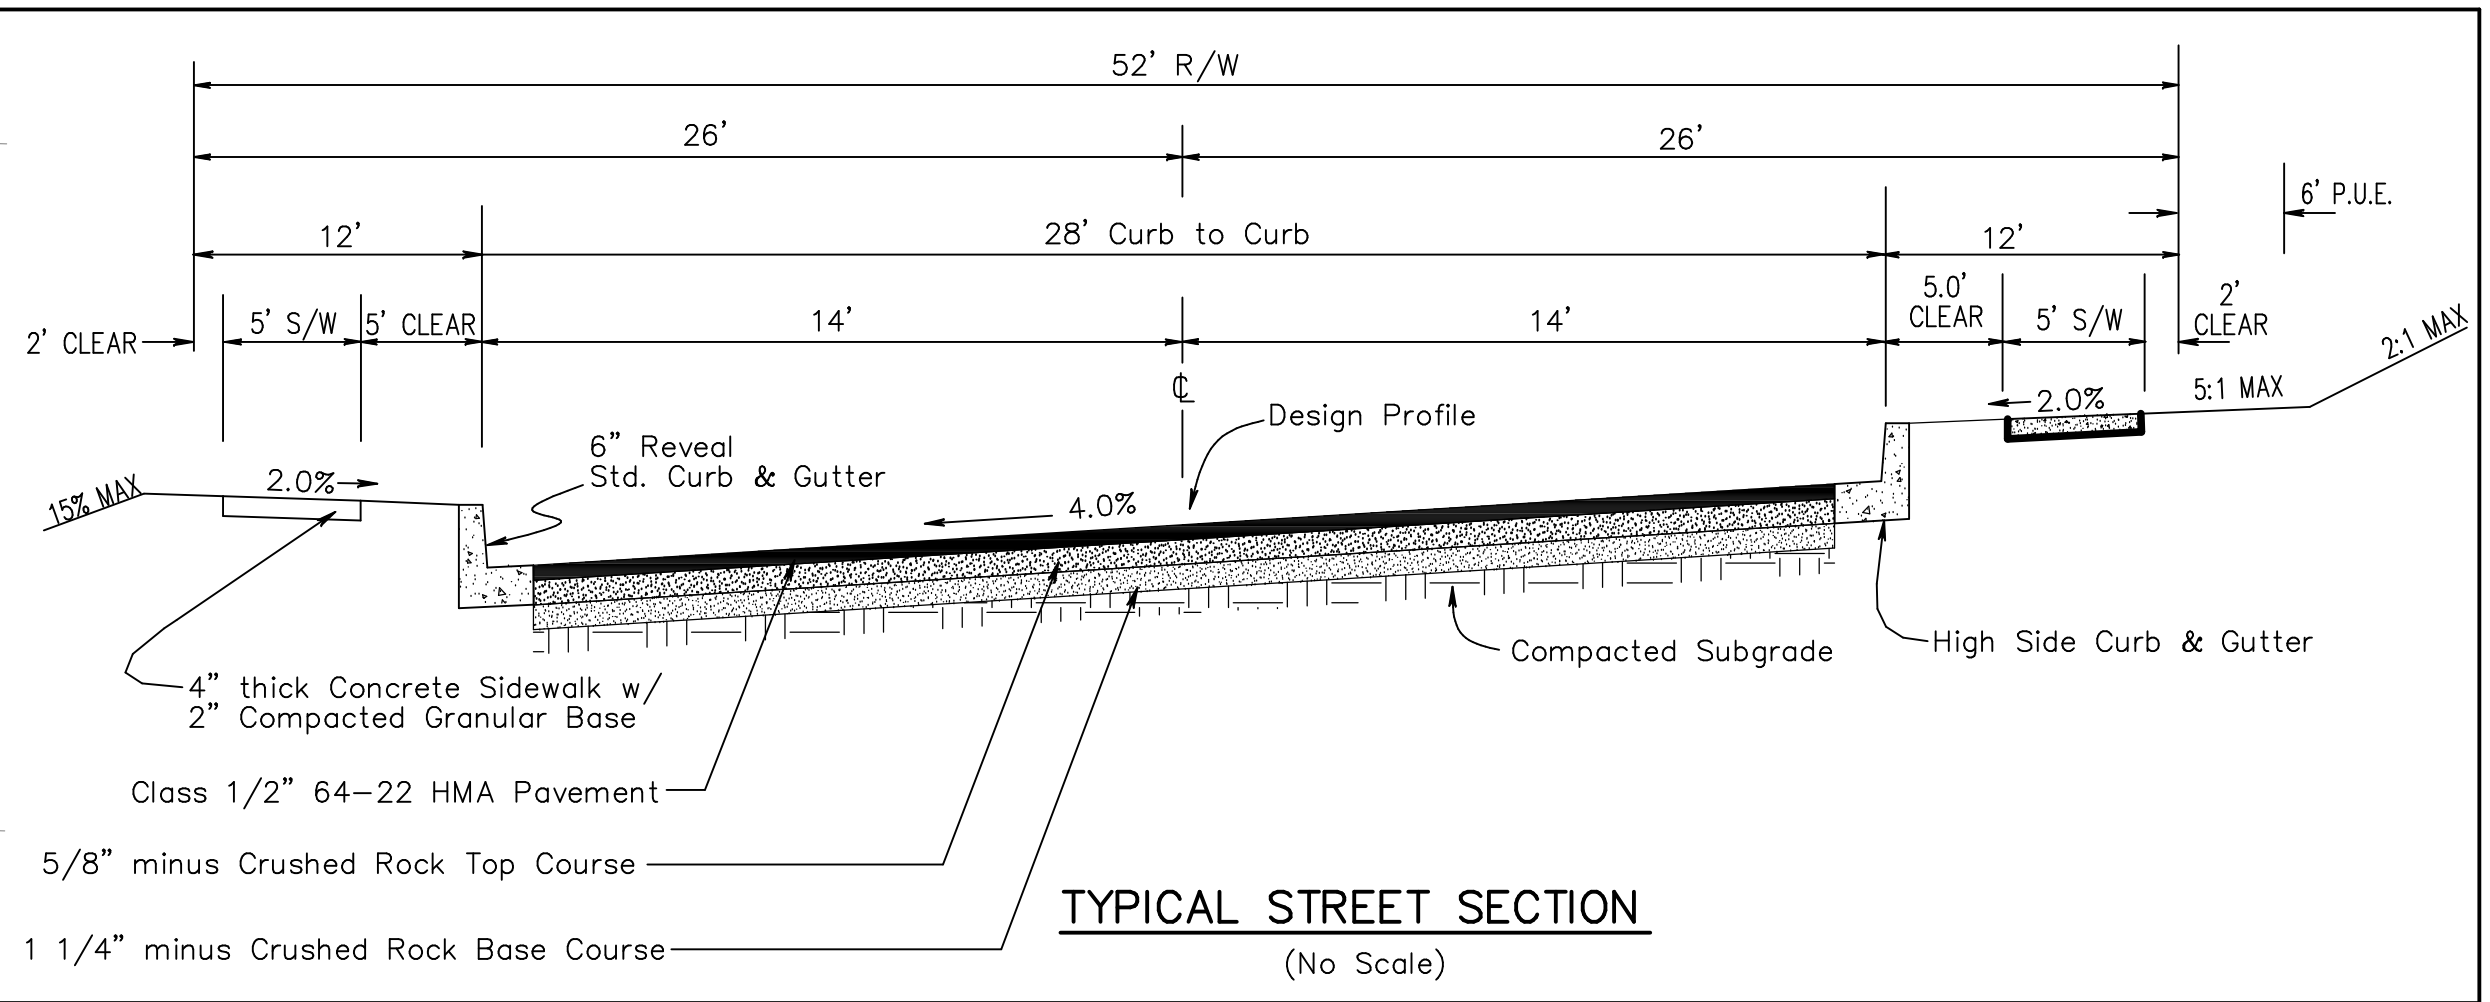 52' R/W
26'
26'
6' P.U.E.
12'
28' Curb to Curb
12'
2' CLEAR
5' S/W
5' CLEAR
14'
14'
5.0'
CLEAR
5' S/W
2'
CLEAR
2:1 MAX
℄
Design Profile
2.0%
5:1 MAX
6” Reveal
Std. Curb & Gutter
15% MAX
2.0%
4.0%
Compacted Subgrade
High Side Curb & Gutter
4” thick Concrete Sidewalk w/
2” Compacted Granular Base
Class 1/2” 64-22 HMA Pavement
5/8” minus Crushed Rock Top Course
1 1/4” minus Crushed Rock Base Course
TYPICAL STREET SECTION
(No Scale)